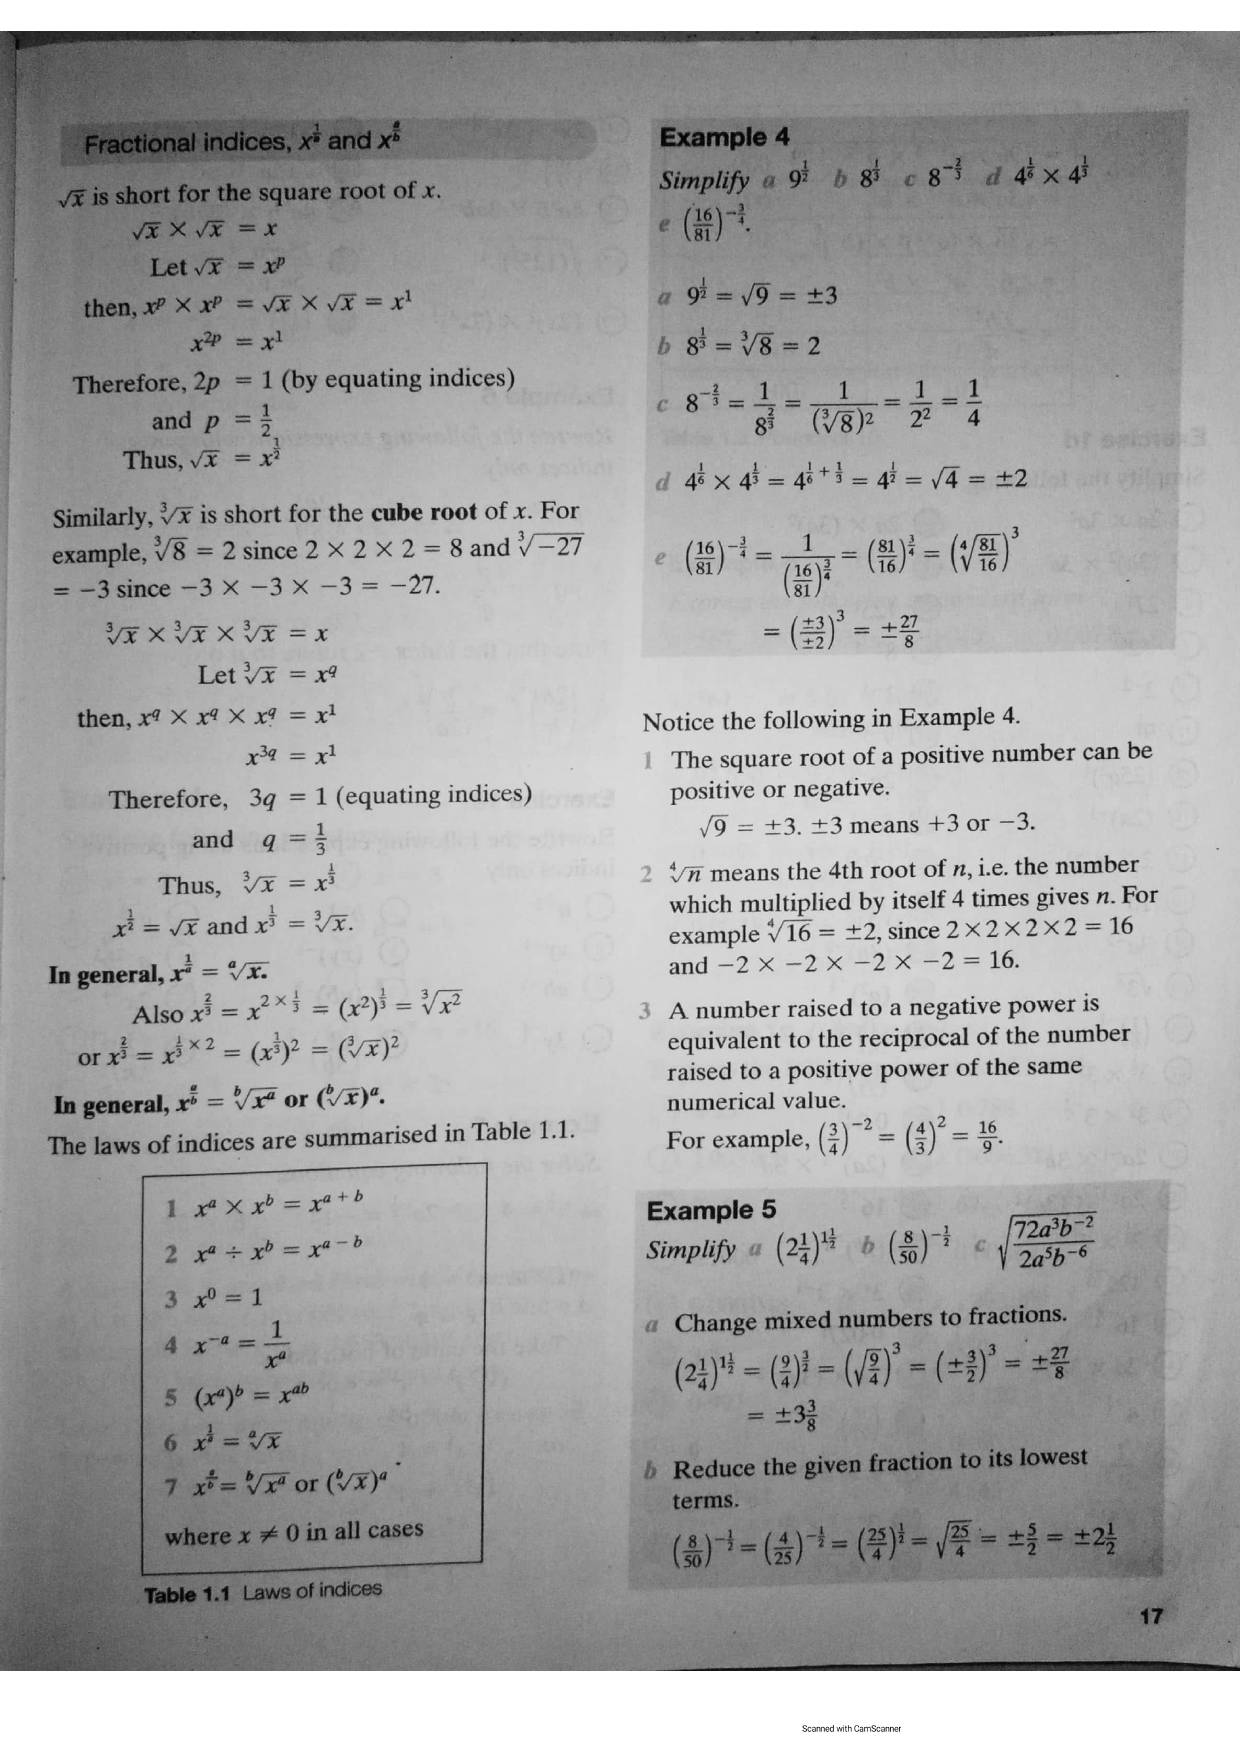 Fractional indices, x^(1/a) and x^(a/b)
√x is short for the square root of x.
√x × √x = x
Let √x = x^p
then, x^p × x^p = √x × √x = x^1
x^(2p) = x^1
Therefore, 2p = 1 (by equating indices)
and p = 1/2
Thus, √x = x^(1/2)
Similarly, ∛x is short for the cube root of x. For
example, ∛8 = 2 since 2 × 2 × 2 = 8 and ∛−27
= −3 since −3 × −3 × −3 = −27.
∛x × ∛x × ∛x = x
Let ∛x = x^q
then, x^q × x^q × x^q = x^1
x^(3q) = x^1
Therefore, 3q = 1 (equating indices)
and q = 1/3
Thus, ∛x = x^(1/3)
x^(1/2) = √x and x^(1/3) = ∛x.
In general, x^(1/a) = ᵃ√x.
Also x^(2/3) = x^(2 × 1/3) = (x²)^(1/3) = ∛x²
or x^(2/3) = x^(1/3 × 2) = (x^(1/3))² = (∛x)²
In general, x^(a/b) = ᵇ√x^a or (ᵇ√x)^a.
The laws of indices are summarised in Table 1.1.
1 x^a × x^b = x^(a + b)
2 x^a ÷ x^b = x^(a − b)
3 x^0 = 1
4 x^(−a) = 1/x^a
5 (x^a)^b = x^(ab)
6 x^(1/a) = ᵃ√x
7 x^(a/b) = ᵇ√x^a or (ᵇ√x)^a
where x ≠ 0 in all cases
Table 1.1 Laws of indices
Example 4
Simplify a 9^(1/2) b 8^(1/3) c 8^(−2/3) d 4^(1/6) × 4^(1/3)
e (16/81)^(−3/4).
a 9^(1/2) = √9 = ±3
b 8^(1/3) = ∛8 = 2
c 8^(−2/3) = 1/8^(2/3) = 1/(∛8)² = 1/2² = 1/4
d 4^(1/6) × 4^(1/3) = 4^(1/6 + 1/3) = 4^(1/2) = √4 = ±2
e (16/81)^(−3/4) = 1/(16/81)^(3/4) = (81/16)^(3/4) = (∜(81/16))³
= (±3/±2)³ = ±27/8
Notice the following in Example 4.
1 The square root of a positive number can be
positive or negative.
√9 = ±3. ±3 means +3 or −3.
2 ∜n means the 4th root of n, i.e. the number
which multiplied by itself 4 times gives n. For
example ∜16 = ±2, since 2 × 2 × 2 × 2 = 16
and −2 × −2 × −2 × −2 = 16.
3 A number raised to a negative power is
equivalent to the reciprocal of the number
raised to a positive power of the same
numerical value.
For example, (3/4)^(−2) = (4/3)² = 16/9.
Example 5
Simplify a (2 1/4)^(1 1/2) b (8/50)^(−1/2) c √(72a³b^(−2)/2a⁵b^(−6))
a Change mixed numbers to fractions.
(2 1/4)^(1 1/2) = (9/4)^(3/2) = (√(9/4))³ = (±3/2)³ = ±27/8
= ±3 3/8
b Reduce the given fraction to its lowest
terms.
(8/50)^(−1/2) = (4/25)^(−1/2) = (25/4)^(1/2) = √(25/4) = ±5/2 = ±2 1/2
17
Scanned with CamScanner